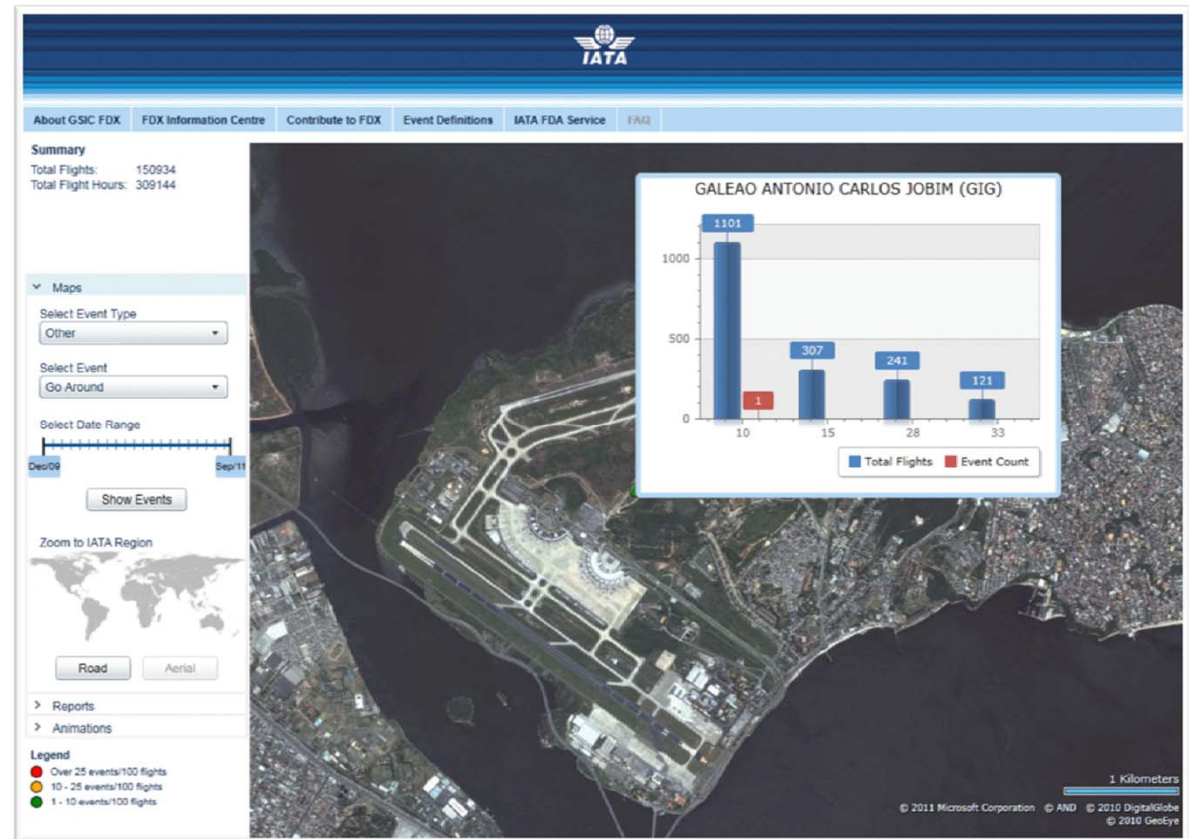 IATA
About GSIC FDX FDX Information Centre Contribute to FDX Event Definitions IATA FDA Service FAQ
Summary
Total Flights: 150934
Total Flight Hours: 309144
Maps
Select Event Type
Other
Select Event
Go Around
Select Date Range
Dec/09 Sep/11
Show Events
Zoom to IATA Region
Road Aerial
Reports
Animations
Legend
Over 25 events/100 flights
10 - 25 events/100 flights
1 - 10 events/100 flights
GALEAO ANTONIO CARLOS JOBIM (GIG)
1101
1000
500
307
241
121
1
0
10 15 28 33
Total Flights Event Count
1 Kilometers
© 2011 Microsoft Corporation © AND © 2010 DigitalGlobe
© 2010 GeoEye